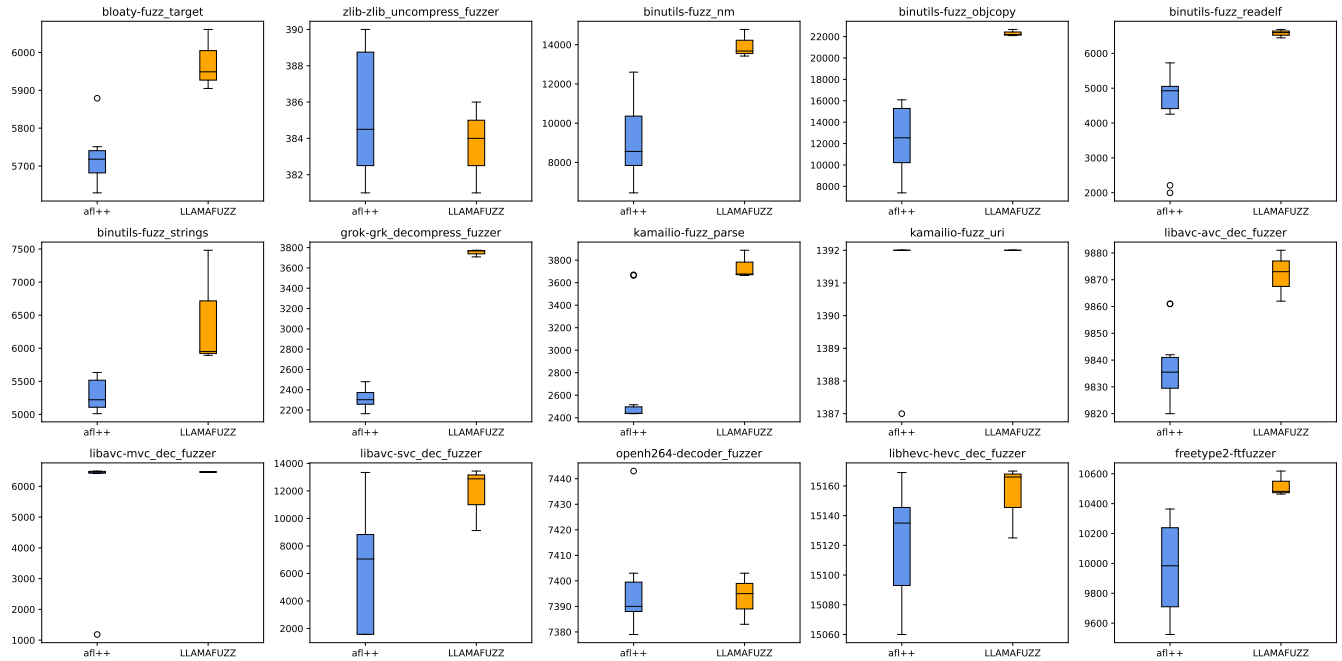 bloaty-fuzz_target
6000
5900
5800
5700
afl++
LLAMAFUZZ
zlib-zlib_uncompress_fuzzer
390
388
386
384
382
afl++
LLAMAFUZZ
binutils-fuzz_nm
14000
12000
10000
8000
afl++
LLAMAFUZZ
binutils-fuzz_objcopy
22000
20000
18000
16000
14000
12000
10000
8000
afl++
LLAMAFUZZ
binutils-fuzz_readelf
6000
5000
4000
3000
2000
afl++
LLAMAFUZZ
binutils-fuzz_strings
7500
7000
6500
6000
5500
5000
afl++
LLAMAFUZZ
grok-grk_decompress_fuzzer
3800
3600
3400
3200
3000
2800
2600
2400
2200
afl++
LLAMAFUZZ
kamailio-fuzz_parse
3800
3600
3400
3200
3000
2800
2600
2400
afl++
LLAMAFUZZ
kamailio-fuzz_uri
1392
1391
1390
1389
1388
1387
afl++
LLAMAFUZZ
libavc-avc_dec_fuzzer
9880
9870
9860
9850
9840
9830
9820
afl++
LLAMAFUZZ
libavc-mvc_dec_fuzzer
6000
5000
4000
3000
2000
1000
afl++
LLAMAFUZZ
libavc-svc_dec_fuzzer
14000
12000
10000
8000
6000
4000
2000
afl++
LLAMAFUZZ
openh264-decoder_fuzzer
7440
7430
7420
7410
7400
7390
7380
afl++
LLAMAFUZZ
libhevc-hevc_dec_fuzzer
15160
15140
15120
15100
15080
15060
afl++
LLAMAFUZZ
freetype2-ftfuzzer
10600
10400
10200
10000
9800
9600
afl++
LLAMAFUZZ